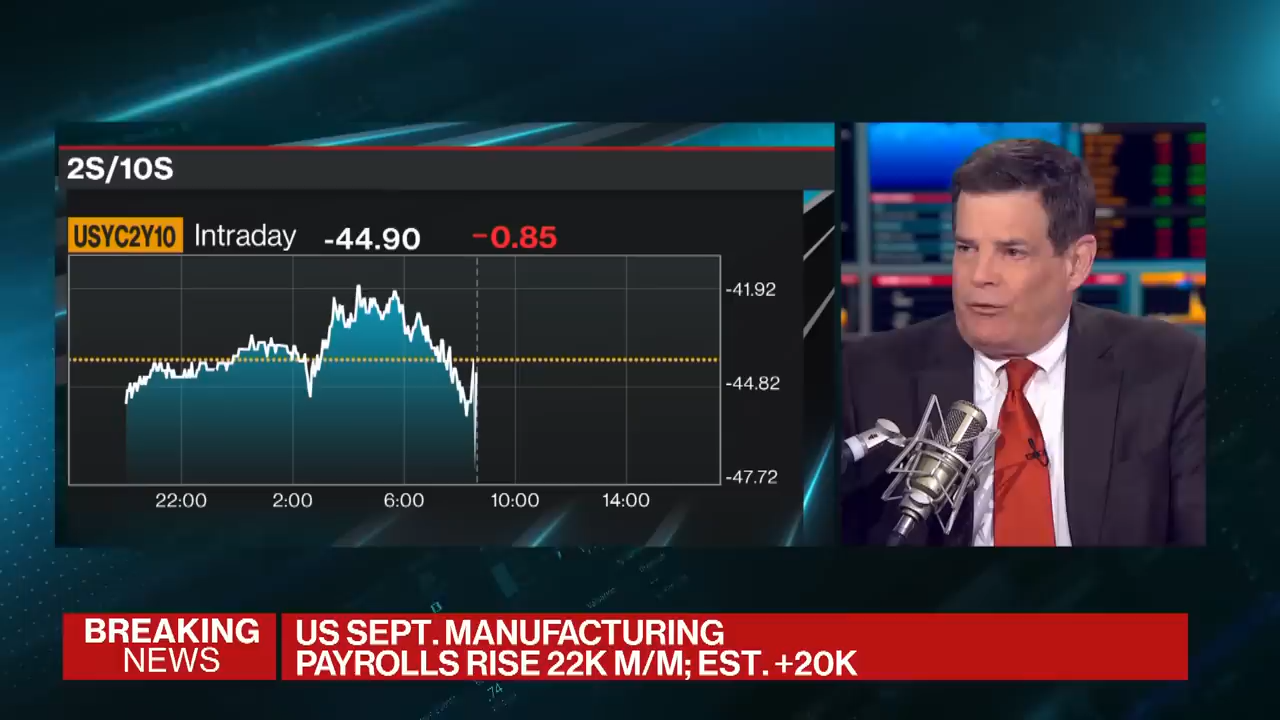 2S/10S
USYC2Y10 Intraday -44.90 -0.85
-41.92
-44.82
-47.72
22:00 2:00 6:00 10:00 14:00
BREAKING
NEWS
US SEPT. MANUFACTURING
PAYROLLS RISE 22K M/M; EST. +20K
74